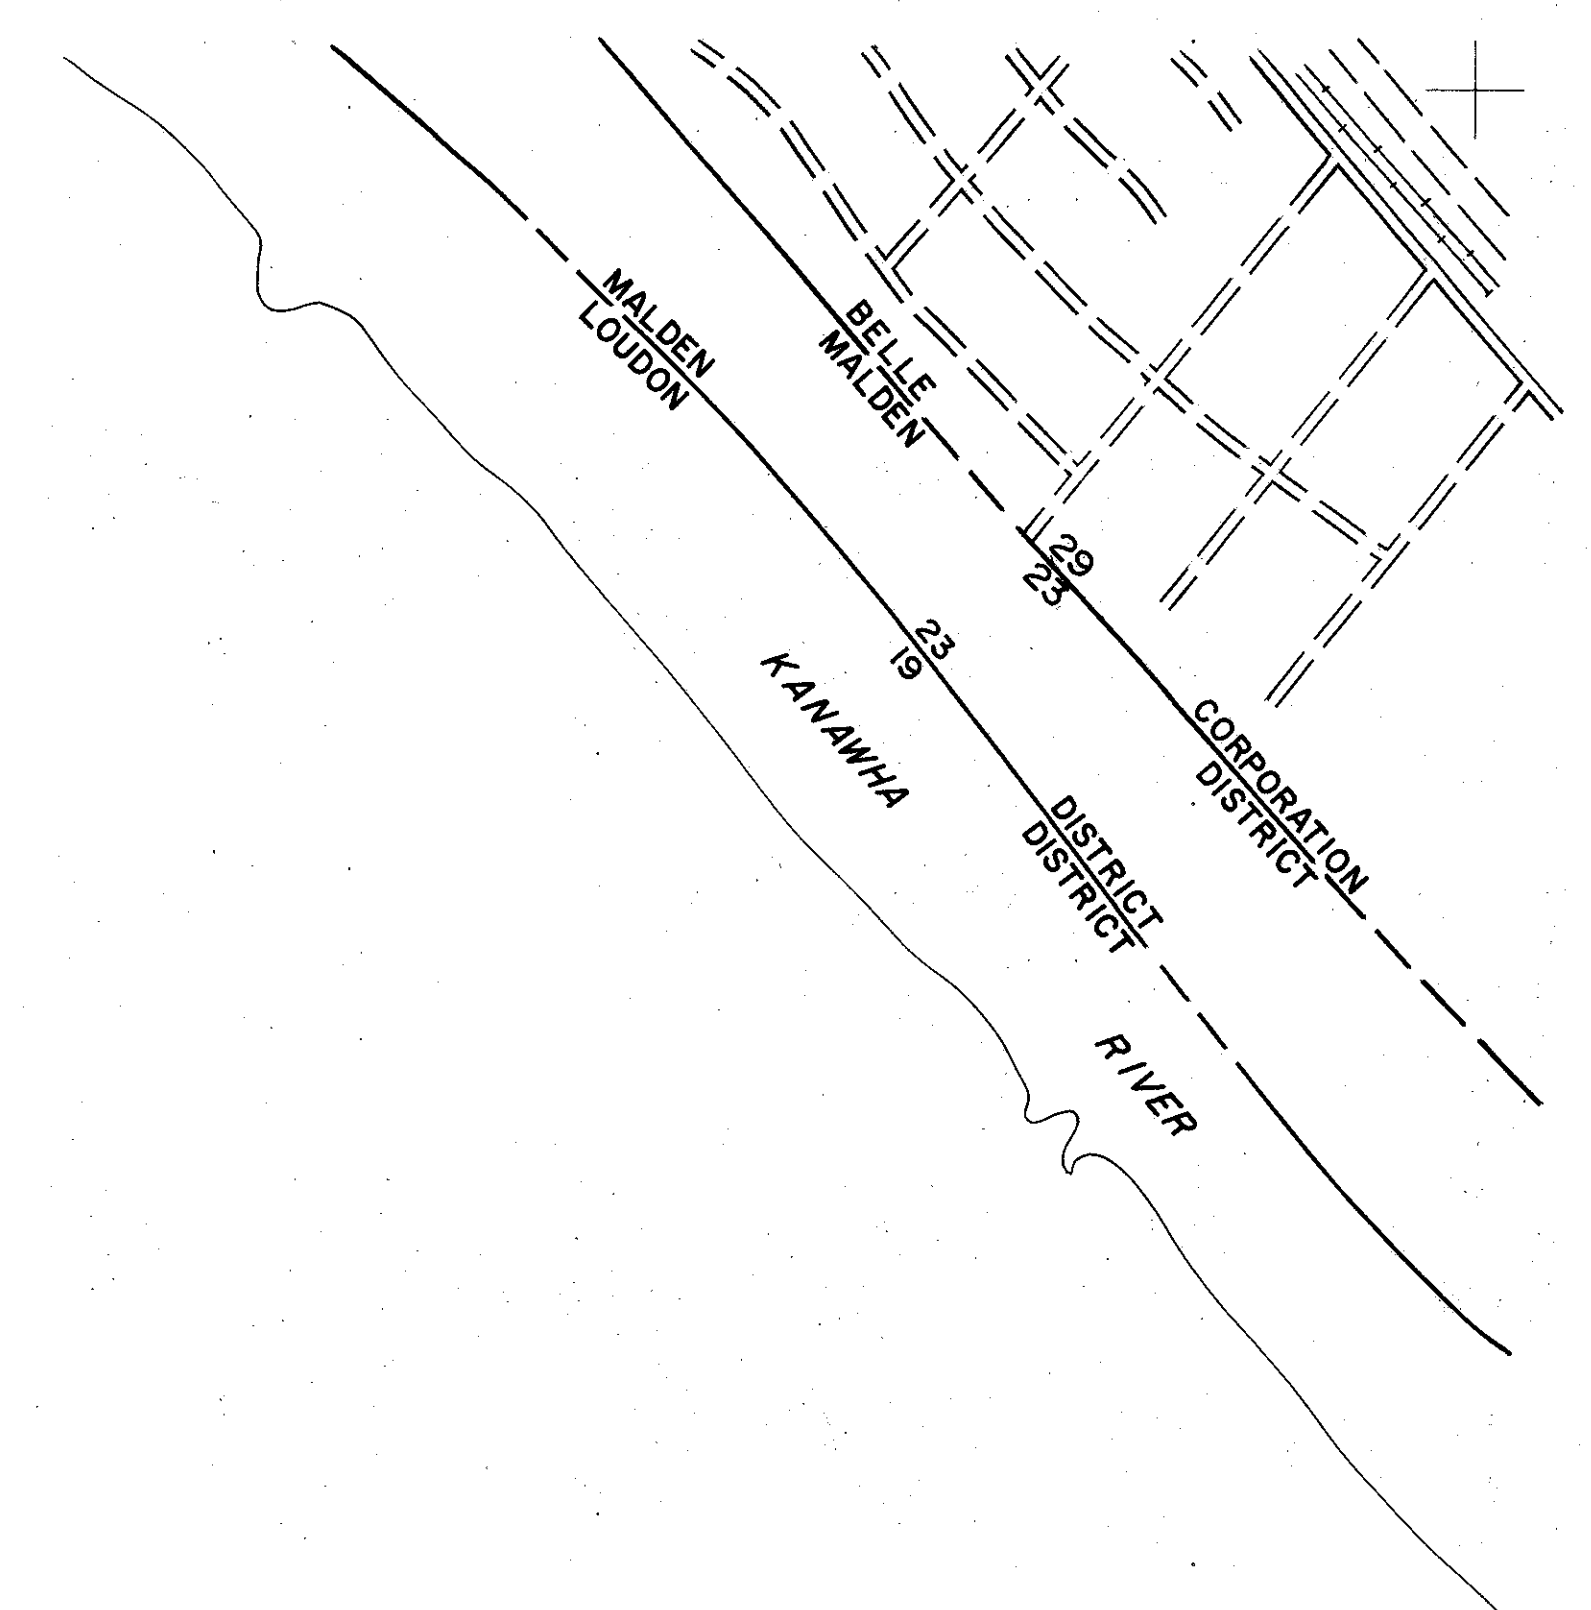 MALDEN
LOUDON
BELLE
MALDEN
29
23
23
19
KANAWHA
CORPORATION
DISTRICT
DISTRICT
DISTRICT
RIVER